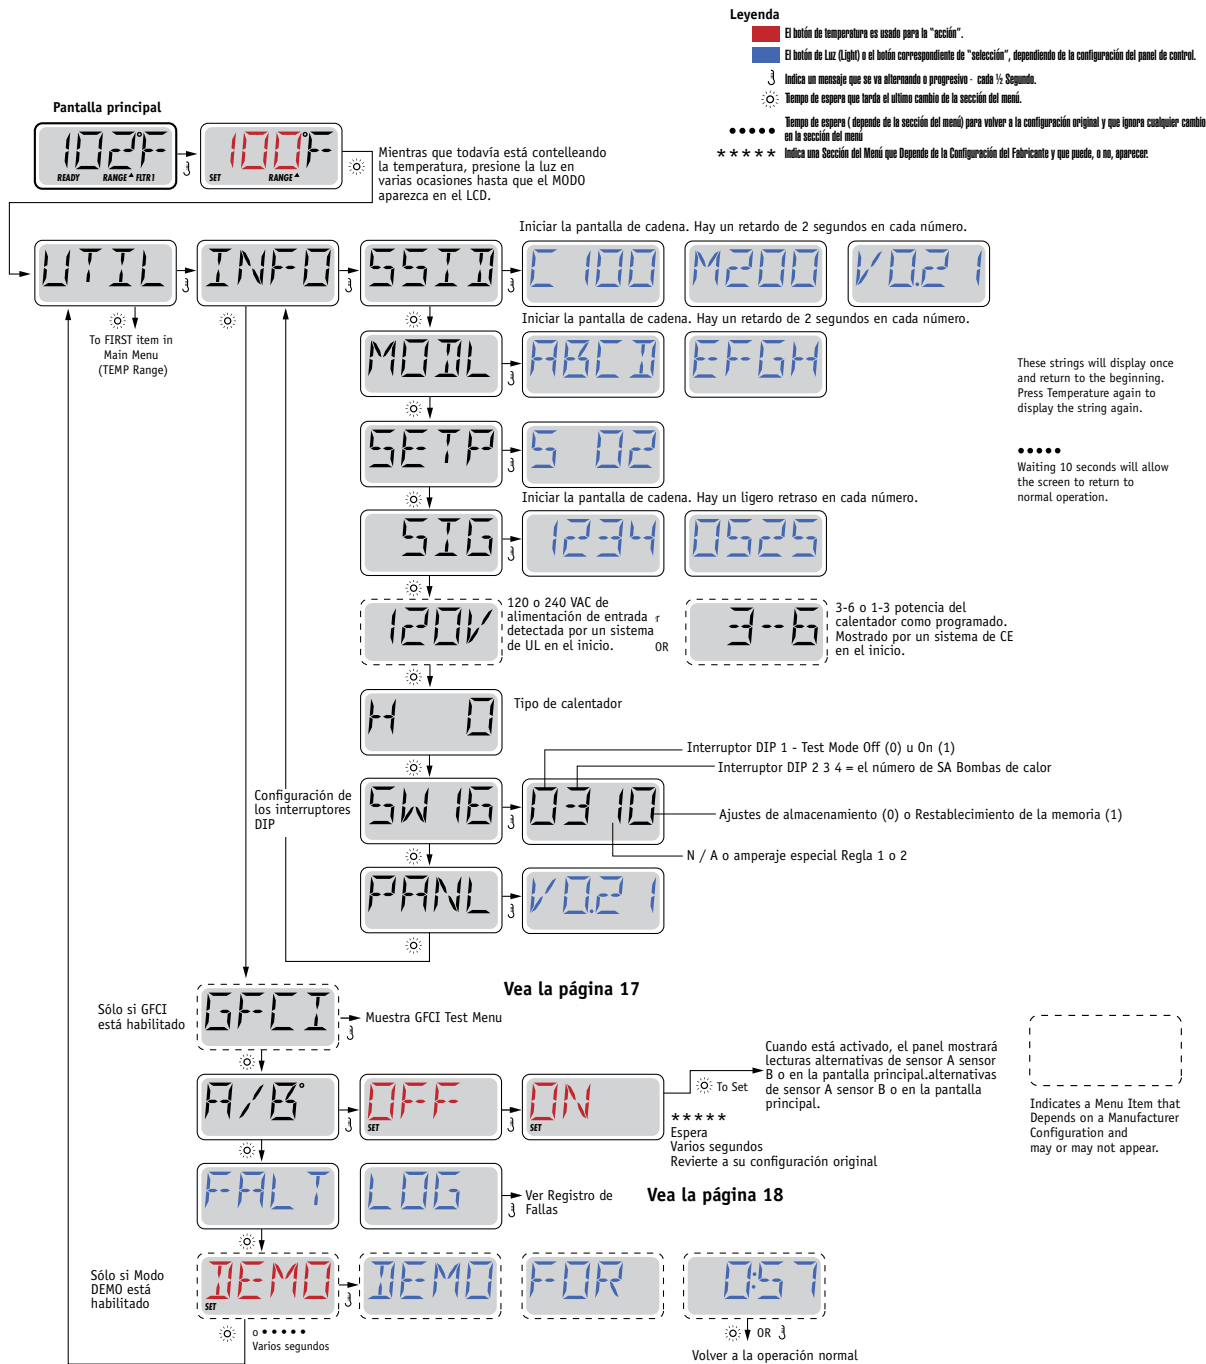 Leyenda
El botón de temperatura es usado para la “acción”.
El botón de Luz (Light) o el botón correspondiente de “selección”, dependiendo de la configuración del panel de control.
Indica un mensaje que se va alternando o progresivo - cada ½ Segundo.
Tiempo de espera que tarda el ultimo cambio de la sección del menú.
••••• Tiempo de espera ( depende de la sección del menú) para volver a la configuración original y que ignora cualquier cambio
en la sección del menú
***** Indica una Sección del Menú que Depende de la Configuración del Fabricante y que puede, o no, aparecer.
Pantalla principal
102°F
READY RANGE FLTR1
100°F
SET RANGE
Mientras que todavía está contelleando
la temperatura, presione la luz en
varias ocasiones hasta que el MODO
aparezca en el LCD.
Iniciar la pantalla de cadena. Hay un retardo de 2 segundos en cada número.
UTIL INFO SSID C 100 M200 V0.21
To FIRST item in
Main Menu
(TEMP Range)
Iniciar la pantalla de cadena. Hay un retardo de 2 segundos en cada número.
MODL ABCD EFGH
These strings will display once
and return to the beginning.
Press Temperature again to
display the string again.
•••••
Waiting 10 seconds will allow
the screen to return to
normal operation.
SETP S 02
Iniciar la pantalla de cadena. Hay un ligero retraso en cada número.
SIG 1234 0525
120V
120 o 240 VAC de
alimentación de entrada r
detectada por un sistema
de UL en el inicio. OR
3--6
3-6 o 1-3 potencia del
calentador como programado.
Mostrado por un sistema de CE
en el inicio.
H 0
Tipo de calentador
Interruptor DIP 1 - Test Mode Off (0) u On (1)
Interruptor DIP 2 3 4 = el número de SA Bombas de calor
Configuración de
los interruptores
DIP
SW 16 0310
Ajustes de almacenamiento (0) o Restablecimiento de la memoria (1)
N / A o amperaje especial Regla 1 o 2
PANL V0.21
Vea la página 17
Sólo si GFCI
está habilitado
GFCI
Muestra GFCI Test Menu
A/B°
OFF
SET
ON
SET
To Set
Cuando está activado, el panel mostrará
lecturas alternativas de sensor A sensor
B o en la pantalla principal.alternativas
de sensor A sensor B o en la pantalla
principal.
*****
Espera
Varios segundos
Revierte a su configuración original
Indicates a Menu Item that
Depends on a Manufacturer
Configuration and
may or may not appear.
FALT LOG
Ver Registro de
Fallas
Vea la página 18
Sólo si Modo
DEMO está
habilitado
DEMO
SET
DEMO FOR 0:57
o •••••
Varios segundos
OR
Volver a la operación normal